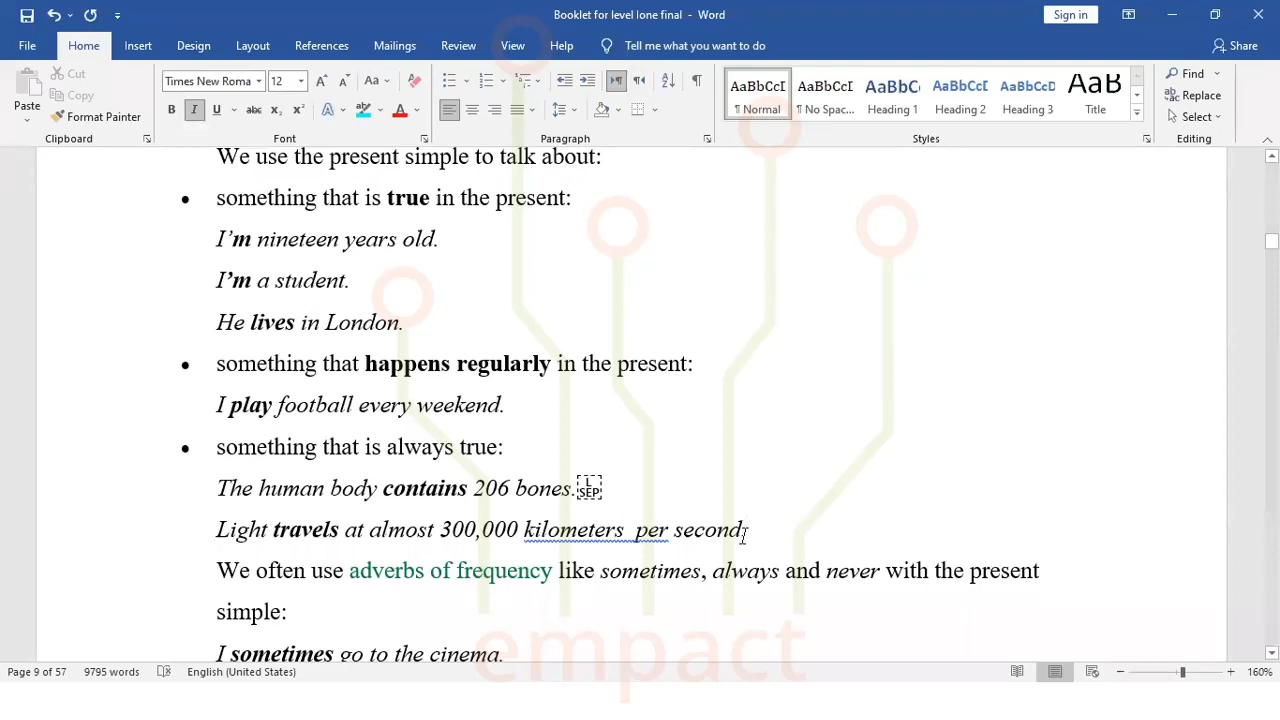 Booklet for level lone final - Word
Sign in
File Home Insert Design Layout References Mailings Review View Help Tell me what you want to do Share
Paste
Cut
Copy
Format Painter
Clipboard
Times New Roma 12
Font
Paragraph
AaBbCcI AaBbCcI AaBbC AaBbCcD AaBbCcD AaB
¶ Normal ¶ No Spac... Heading 1 Heading 2 Heading 3 Title
Styles
Find
Replace
Select
Editing
We use the present simple to talk about:
• something that is true in the present:
I'm nineteen years old.
I'm a student.
He lives in London.
• something that happens regularly in the present:
I play football every weekend.
• something that is always true:
The human body contains 206 bones. L SEP
Light travels at almost 300,000 kilometers  per second.
We often use adverbs of frequency like sometimes, always and never with the present
simple:
I sometimes go to the cinema.
empact
Page 9 of 57 9795 words English (United States) 160%